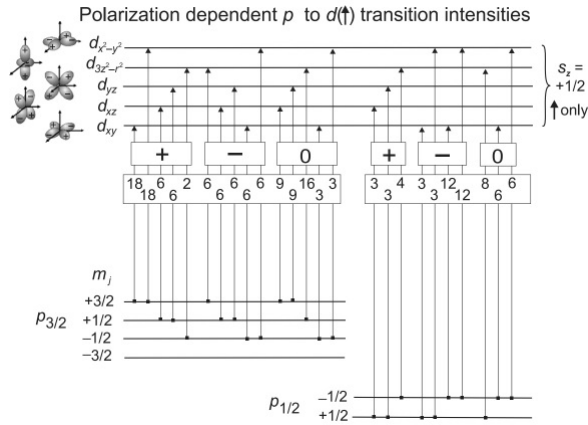 Polarization dependent p to d(↑) transition intensities
d_{x²–y²}
d_{3z²–r²}
d_{yz}
d_{xz}
d_{xy}
s_z =
+1/2
↑ only
+ − 0 + − 0
18 6 2 6 6 6 9 16 3 3 4 3 12 8 6
18 6 6 6 9 3 3 3 12 6
m_j
p_{3/2}
+3/2
+1/2
−1/2
−3/2
p_{1/2}
−1/2
+1/2